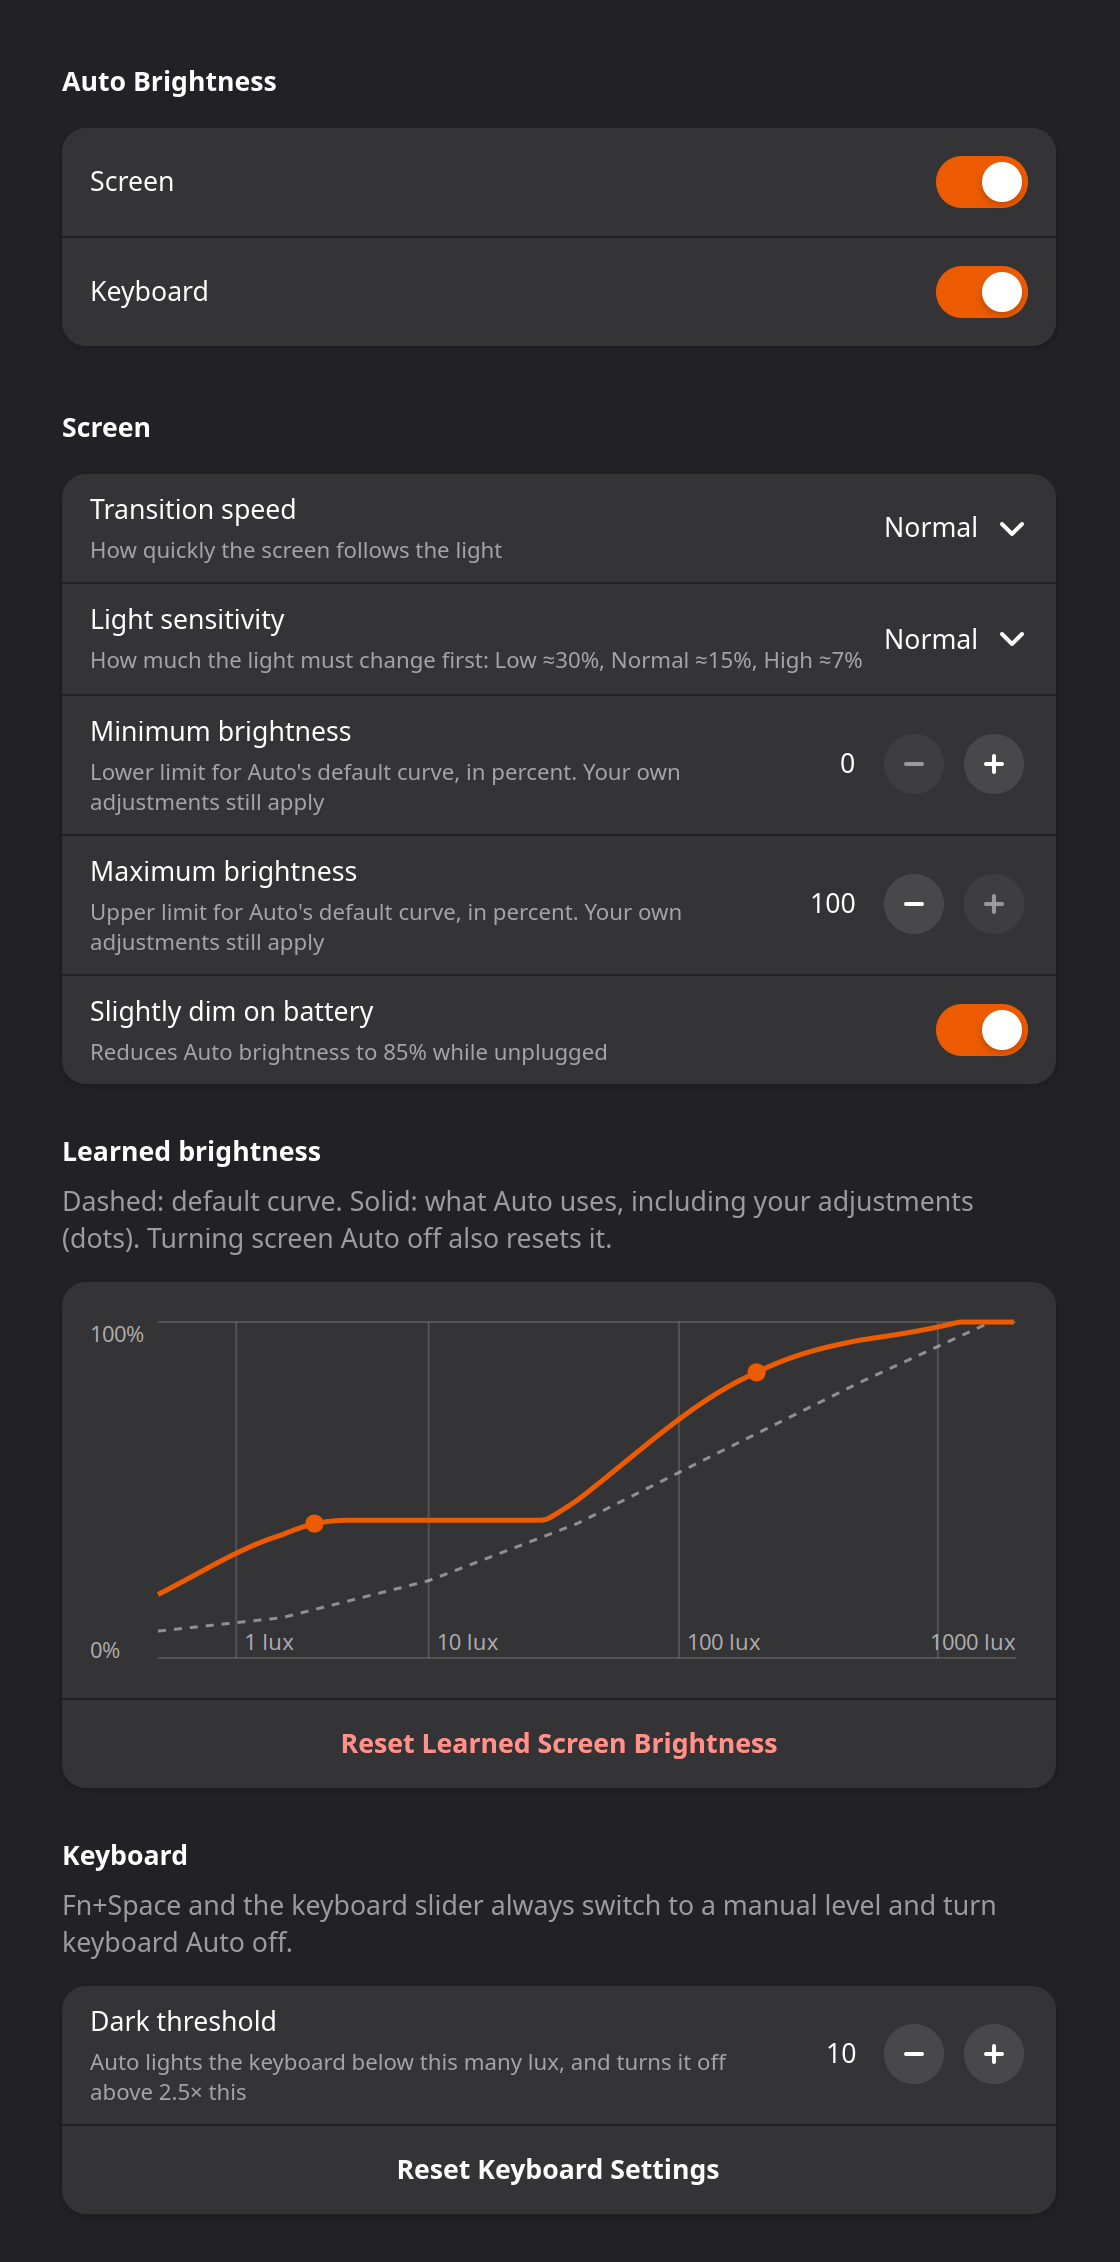 Auto Brightness
Screen
Keyboard
Screen
Transition speed
How quickly the screen follows the light
Normal
Light sensitivity
How much the light must change first: Low ≈30%, Normal ≈15%, High ≈7%
Normal
Minimum brightness
Lower limit for Auto's default curve, in percent. Your own
adjustments still apply
0
Maximum brightness
Upper limit for Auto's default curve, in percent. Your own
adjustments still apply
100
Slightly dim on battery
Reduces Auto brightness to 85% while unplugged
Learned brightness
Dashed: default curve. Solid: what Auto uses, including your adjustments
(dots). Turning screen Auto off also resets it.
100%
0%
1 lux
10 lux
100 lux
1000 lux
Reset Learned Screen Brightness
Keyboard
Fn+Space and the keyboard slider always switch to a manual level and turn
keyboard Auto off.
Dark threshold
Auto lights the keyboard below this many lux, and turns it off
above 2.5× this
10
Reset Keyboard Settings